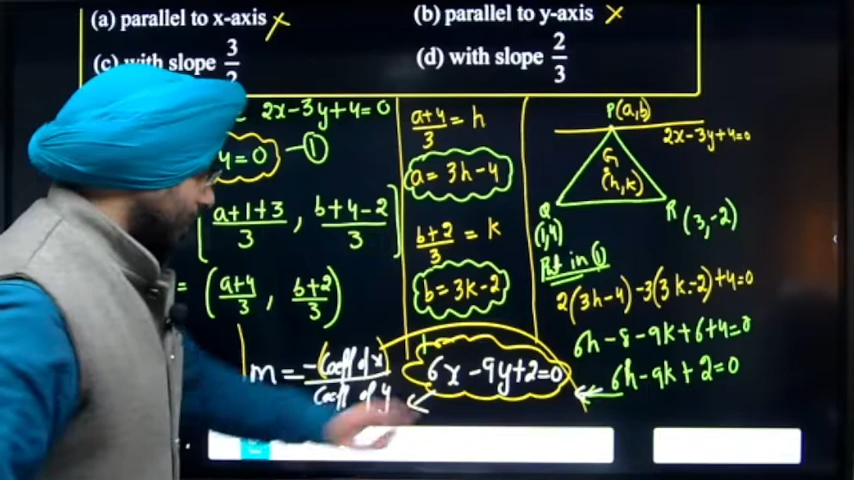 (a) parallel to x-axis ×
(b) parallel to y-axis ×
(c) with slope 3/2
(d) with slope 2/3
2x-3y+4=0
4=0 —①
[a+1+3/3, b+4-2/3]
= (a+4/3, b+2/3)
m = -Coeff of x/Coeff of y
a+4/3 = h
a = 3h-4
b+2/3 = k
b = 3k-2
6x-9y+2=0
P(a,b)
2x-3y+4=0
G
(h,k)
Q
(1,4)
R (3,-2)
Put in ①
2(3h-4)-3(3k-2)+4=0
6h-8-9k+6+4=0
6h-9k+2=0